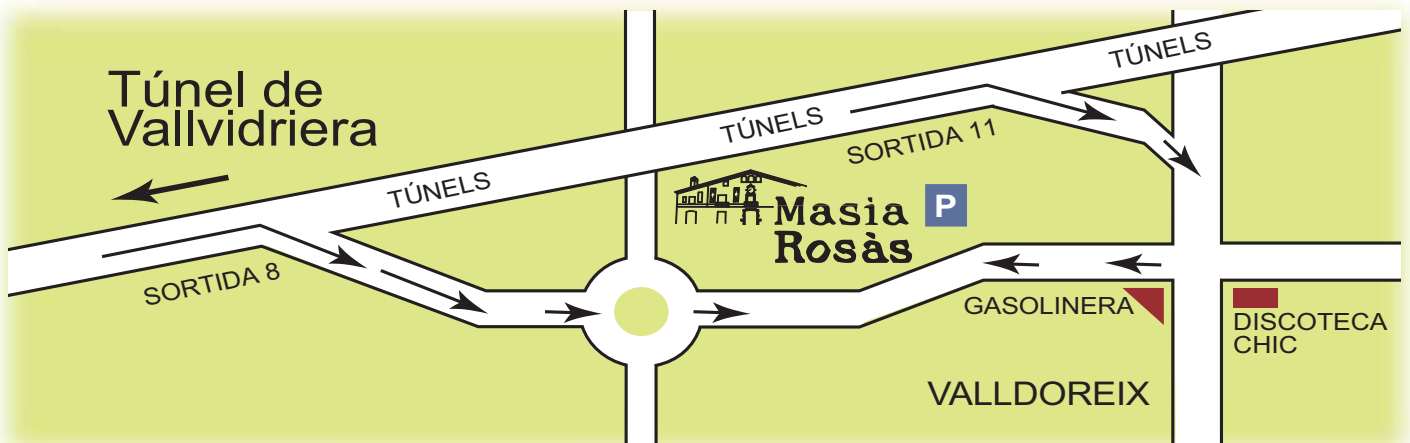 Túnel de
Vallvidriera
TÚNELS
TÚNELS
TÚNELS
SORTIDA 11
SORTIDA 8
Masia
Rosàs
P
GASOLINERA
DISCOTECA
CHIC
VALLDOREIX